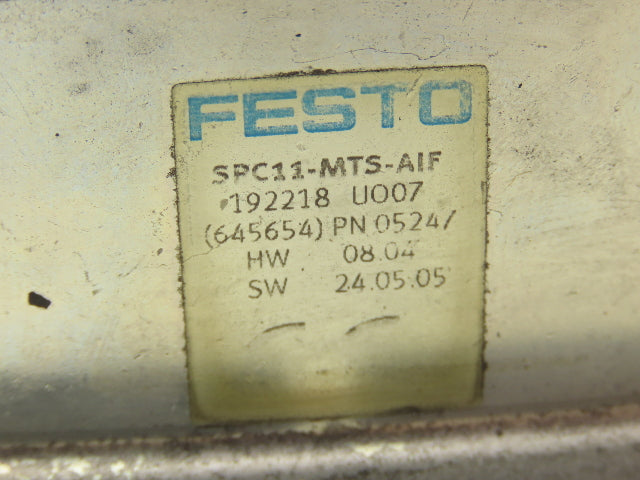 FESTO
SPC11-MTS-AIF
192218 U007
(645654) PN 0524/
HW 08.04
SW 24.05.05